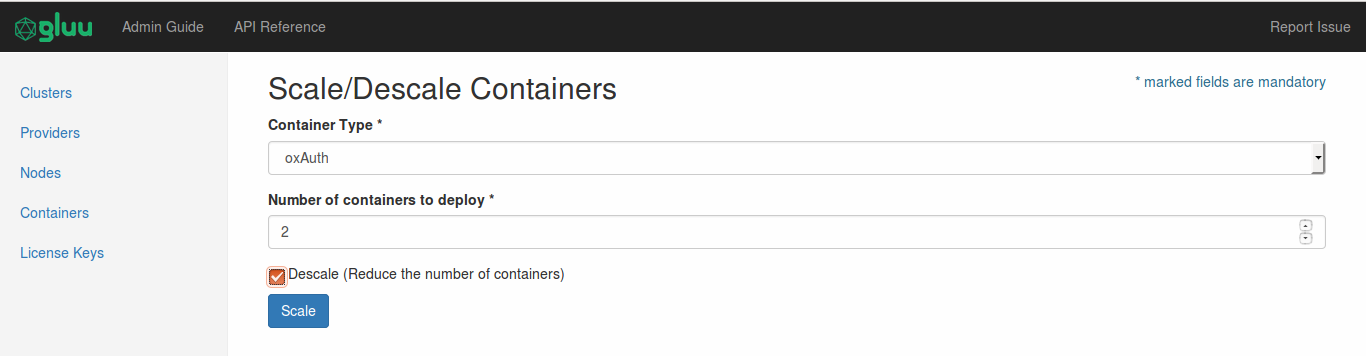 gluu Admin Guide API Reference Report Issue
Clusters
Providers
Nodes
Containers
License Keys
Scale/Descale Containers
* marked fields are mandatory
Container Type *
oxAuth
Number of containers to deploy *
2
Descale (Reduce the number of containers)
Scale